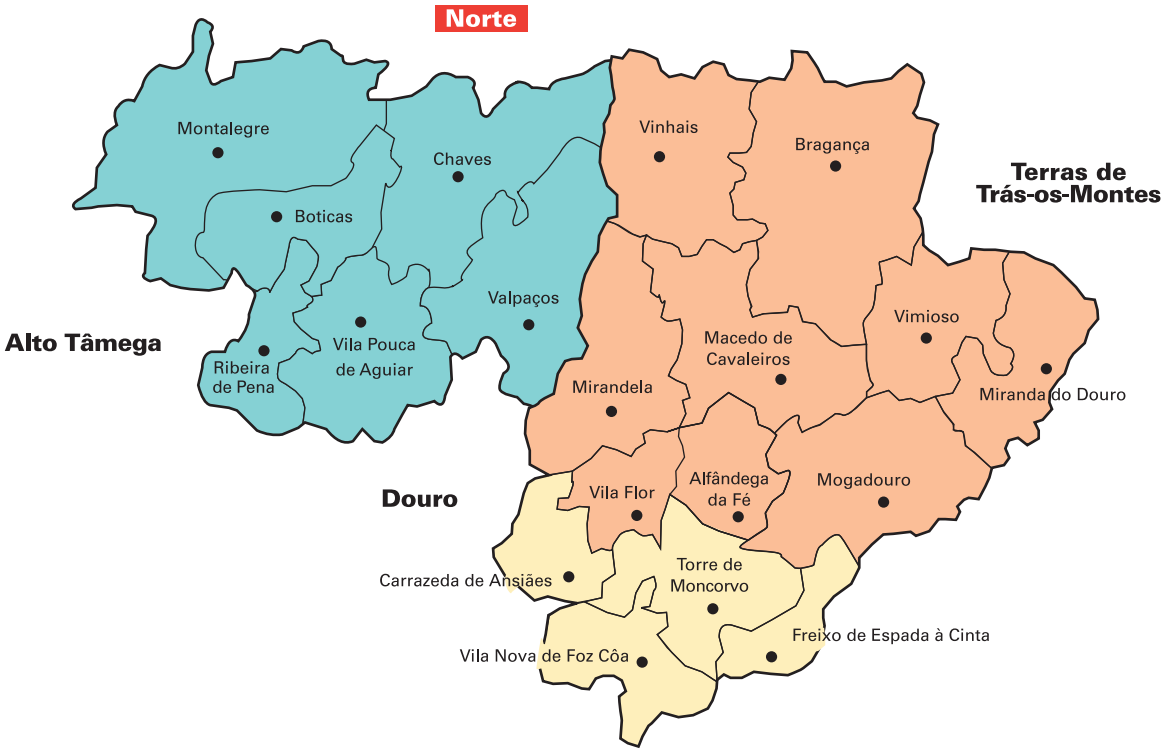 Norte
Montalegre
Chaves
Vinhais
Bragança
Terras de
Trás-os-Montes
Boticas
Valpaços
Vimioso
Alto Tâmega
Vila Pouca
de Aguiar
Ribeira
de Pena
Macedo de
Cavaleiros
Mirandela
Miranda do Douro
Douro
Vila Flor
Alfândega
da Fé
Mogadouro
Carrazeda de Ansiães
Torre de
Moncorvo
Freixo de Espada à Cinta
Vila Nova de Foz Côa